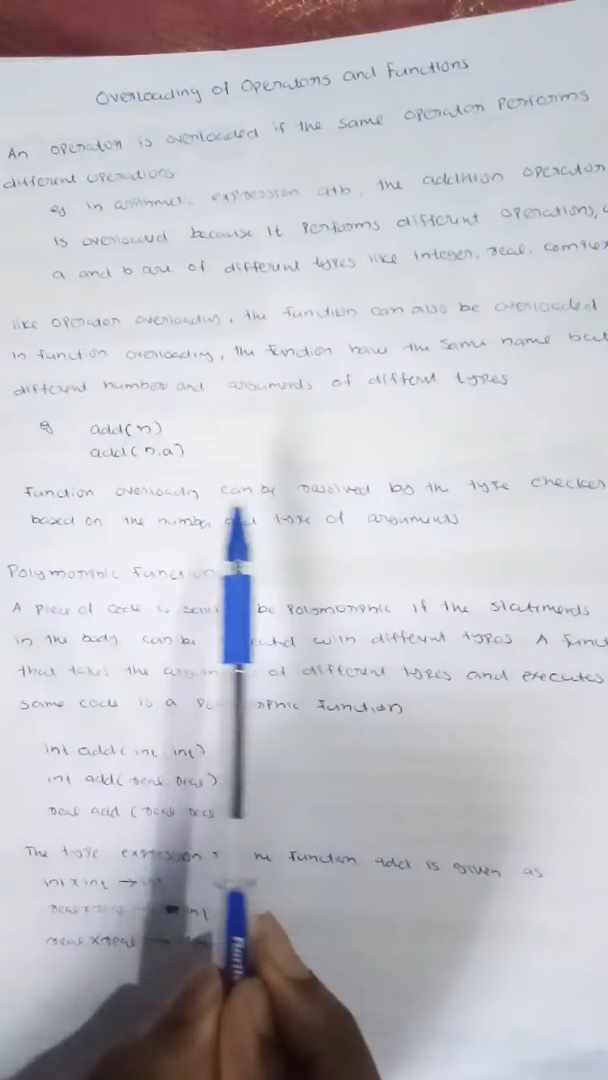 Overloading of Operators and Functions
An operator is overloaded if the same operator performs
different operations
eg in arithmetic expression a+b, the addition operator
is overloaded because it performs different operations,
a and b are of different types like integer, real, complex
like operator overloading, the function can also be overloaded
In function overloading, the function have the same name but
different number and arguments of different types
eg add(n)
add(n,a)
Function overloading can be resolved by the type checker
based on the number type of arguments
Polymorphic function
A piece of code is be polymorphic if the statements
in the body can be with different types A
that takes the of different types and executes
same code is a function
int add( int, int)
int add( real, real)
real add ( real
The type expression function add is given as
int x int →
real x → int
real x real